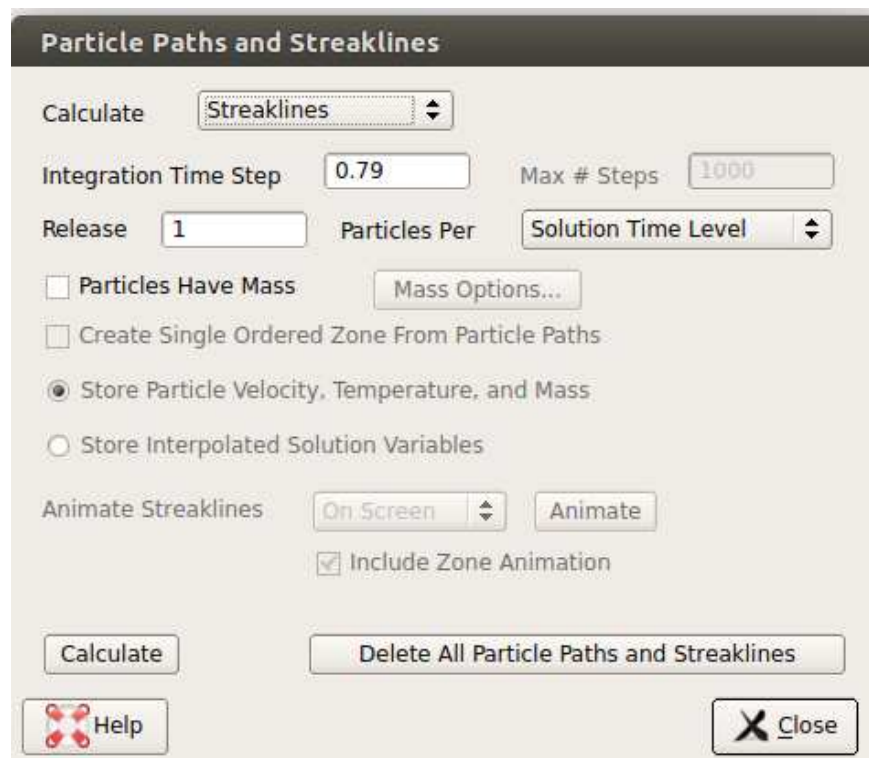 Particle Paths and Streaklines
Calculate Streaklines
Integration Time Step 0.79 Max # Steps 1000
Release 1 Particles Per Solution Time Level
Particles Have Mass Mass Options...
Create Single Ordered Zone From Particle Paths
Store Particle Velocity, Temperature, and Mass
Store Interpolated Solution Variables
Animate Streaklines On Screen Animate
Include Zone Animation
Calculate Delete All Particle Paths and Streaklines
Help Close